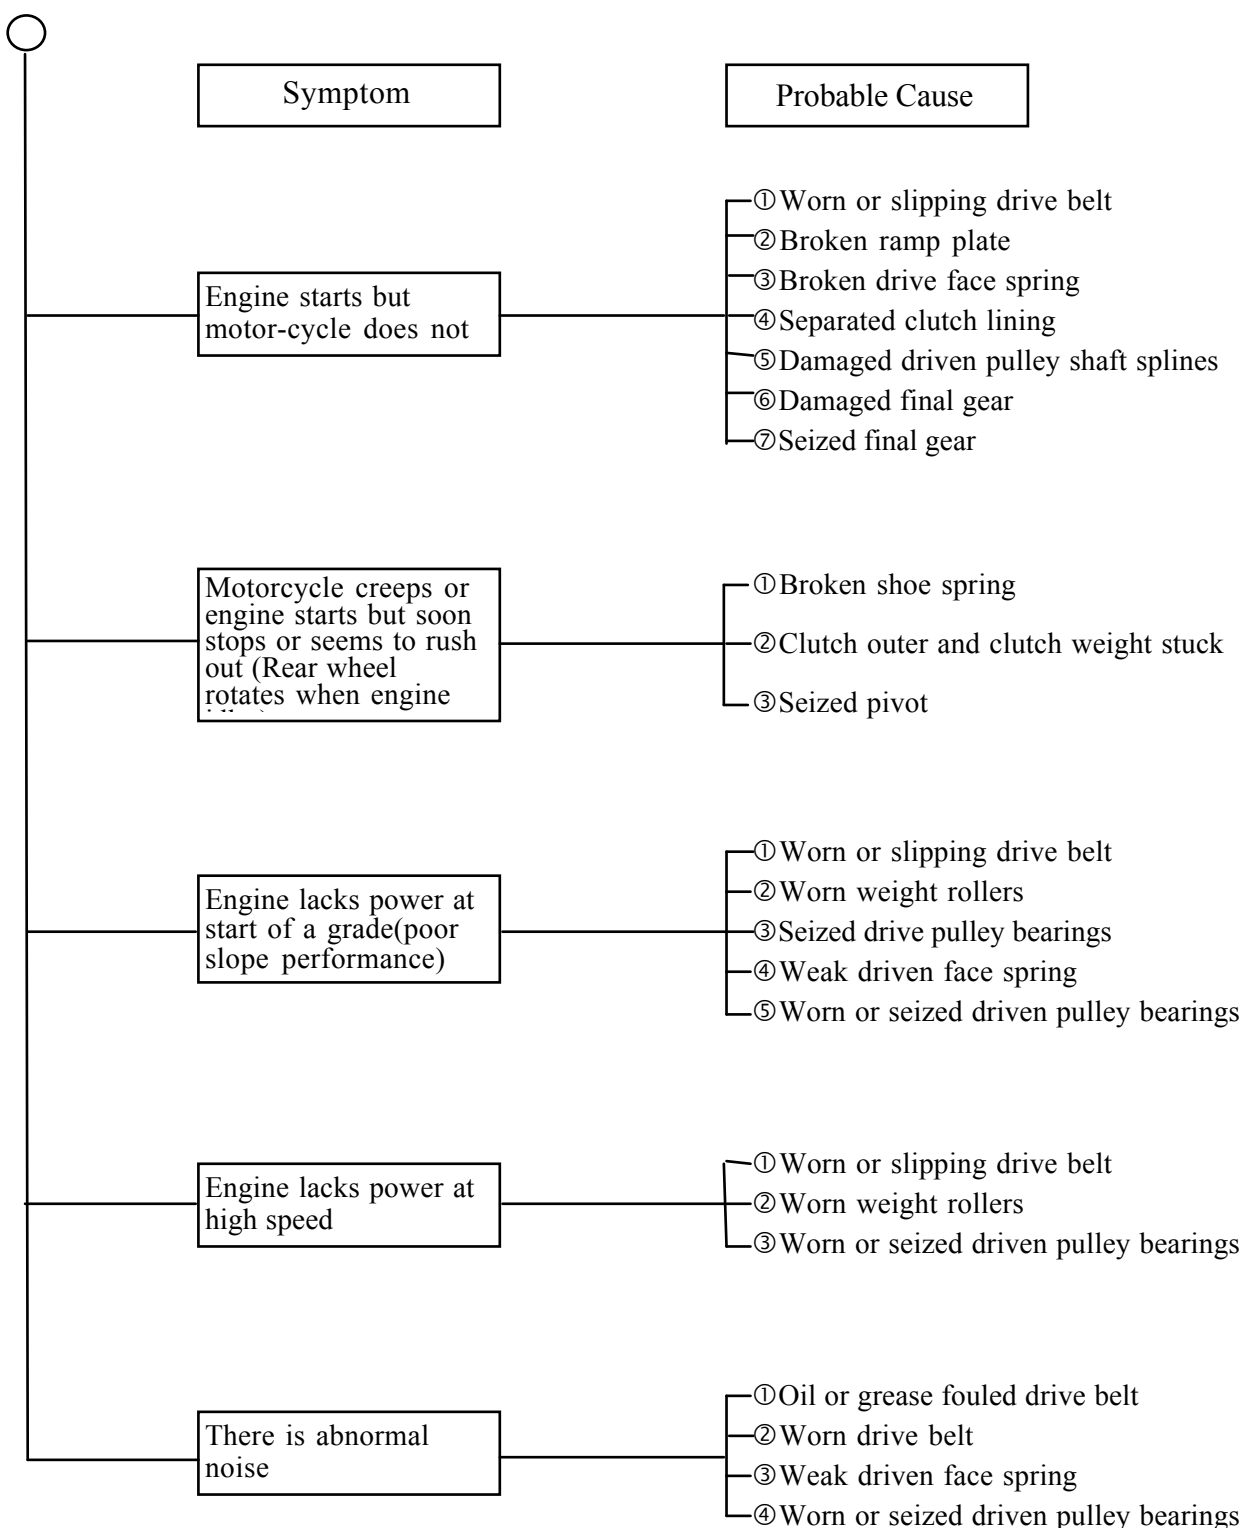 Symptom
Probable Cause
Engine starts but
motor-cycle does not
①Worn or slipping drive belt
②Broken ramp plate
③Broken drive face spring
④Separated clutch lining
⑤Damaged driven pulley shaft splines
⑥Damaged final gear
⑦Seized final gear
Motorcycle creeps or
engine starts but soon
stops or seems to rush
out (Rear wheel
rotates when engine
①Broken shoe spring
②Clutch outer and clutch weight stuck
③Seized pivot
Engine lacks power at
start of a grade(poor
slope performance)
①Worn or slipping drive belt
②Worn weight rollers
③Seized drive pulley bearings
④Weak driven face spring
⑤Worn or seized driven pulley bearings
Engine lacks power at
high speed
①Worn or slipping drive belt
②Worn weight rollers
③Worn or seized driven pulley bearings
There is abnormal
noise
①Oil or grease fouled drive belt
②Worn drive belt
③Weak driven face spring
④Worn or seized driven pulley bearings